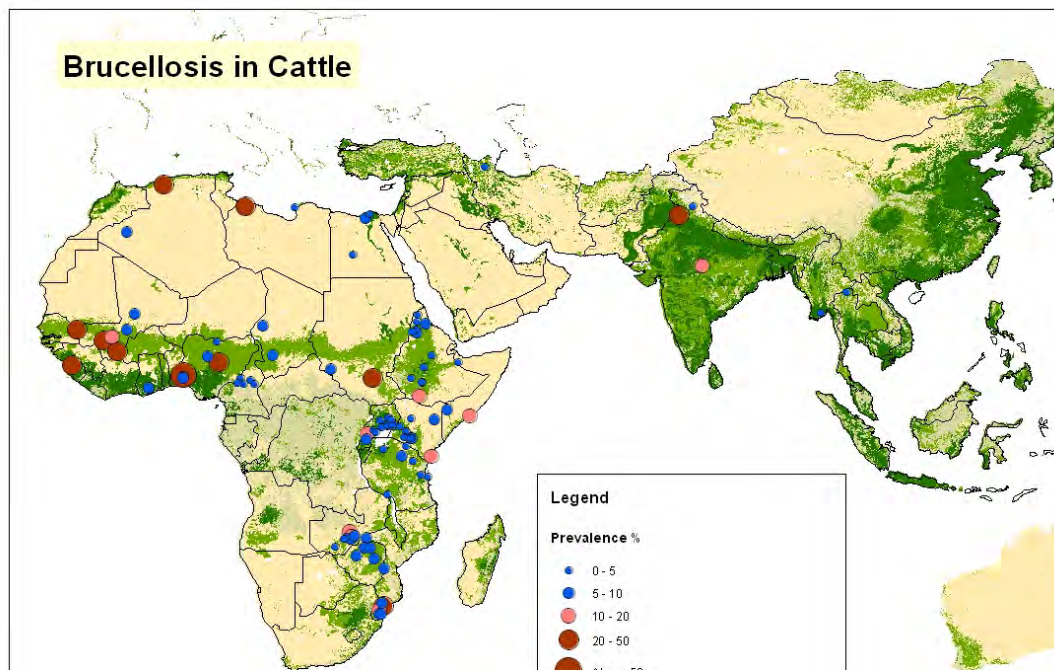 Brucellosis in Cattle
Legend
Prevalence %
0 - 5
5 - 10
10 - 20
20 - 50